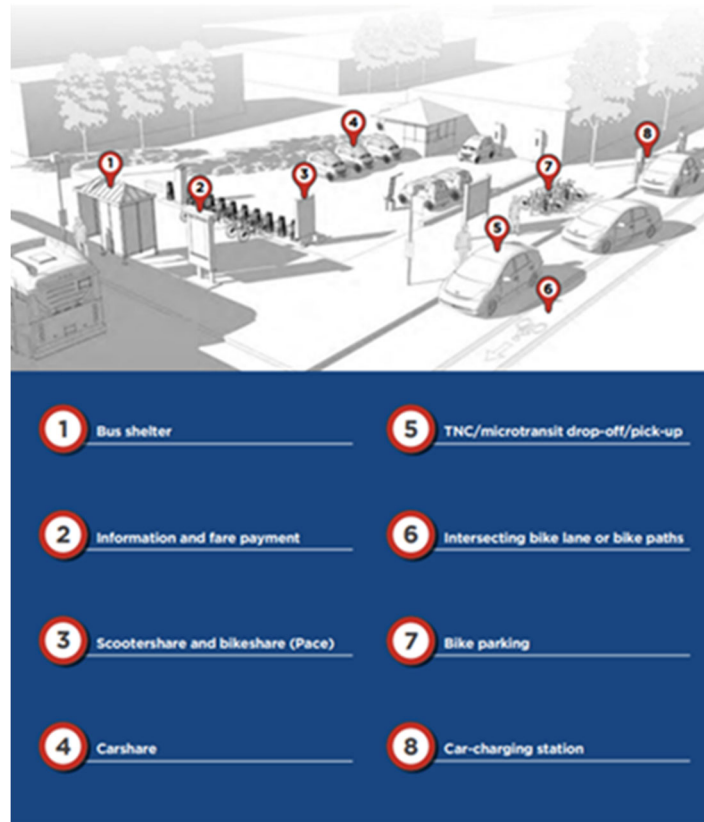 1
2
3
4
5
6
7
8
1 Bus shelter
2 Information and fare payment
3 Scootershare and bikeshare (Pace)
4 Carshare
5 TNC/microtransit drop-off/pick-up
6 Intersecting bike lane or bike paths
7 Bike parking
8 Car-charging station